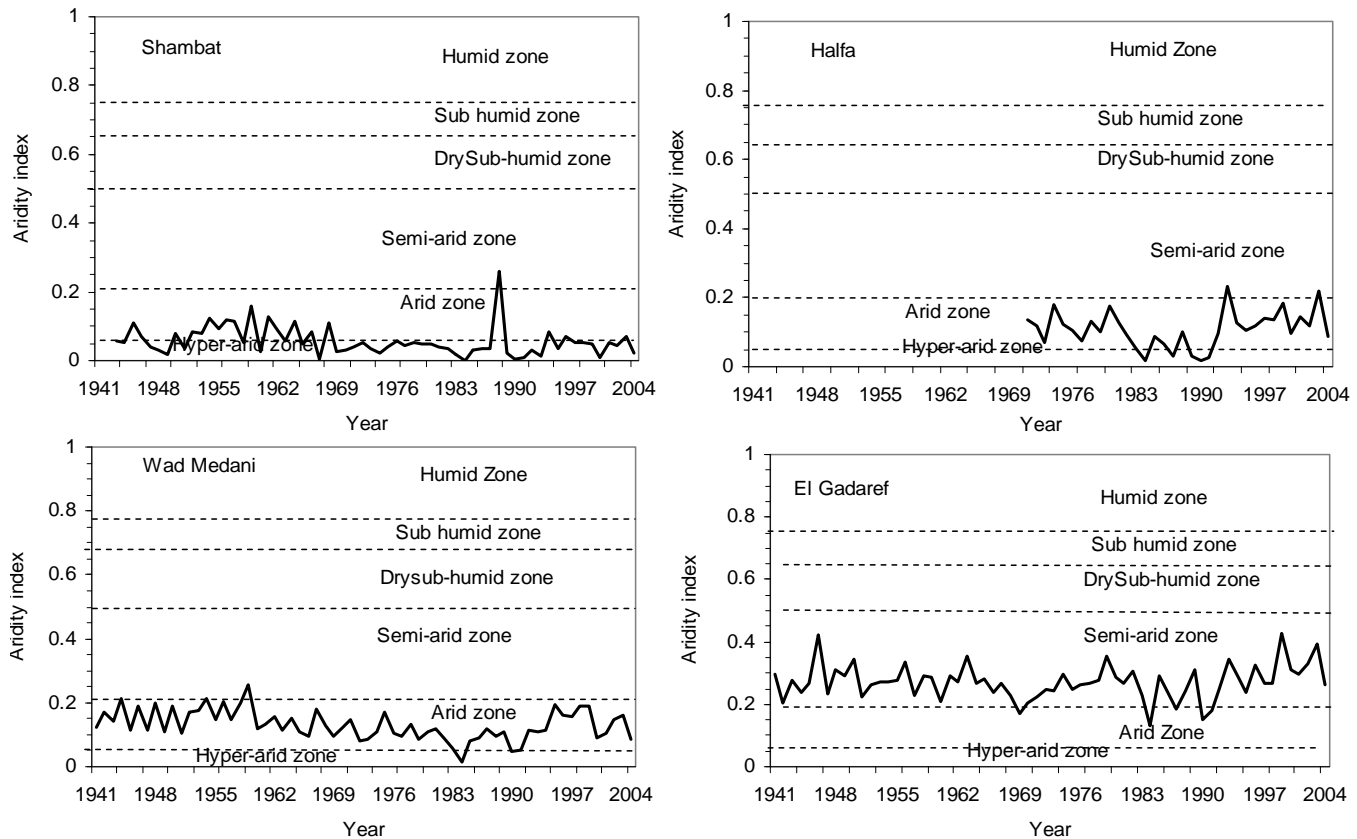 1
Shambat
Humid zone
0.8
Sub humid zone
0.6
DrySub-humid zone
Aridity index
0.4
Semi-arid zone
0.2
Arid zone
Hyper-arid zone
0
1941 1948 1955 1962 1969 1976 1983 1990 1997 2004
Year
1
Halfa
Humid Zone
0.8
Sub humid zone
0.6
DrySub-humid zone
Aridity index
0.4
Semi-arid zone
0.2
Arid zone
Hyper-arid zone
0
1941 1948 1955 1962 1969 1976 1983 1990 1997 2004
Year
1
Wad Medani
Humid Zone
0.8
Sub humid zone
0.6
Drysub-humid zone
Aridity index
0.4
Semi-arid zone
0.2
Arid zone
Hyper-arid zone
0
1941 1948 1955 1962 1969 1976 1983 1990 1997 2004
Year
1
El Gadaref
Humid zone
0.8
Sub humid zone
0.6
DrySub-humid zone
Aridity index
0.4
Semi-arid zone
0.2
Arid Zone
Hyper-arid zone
0
1941 1948 1955 1962 1969 1976 1983 1990 1997 2004
Year